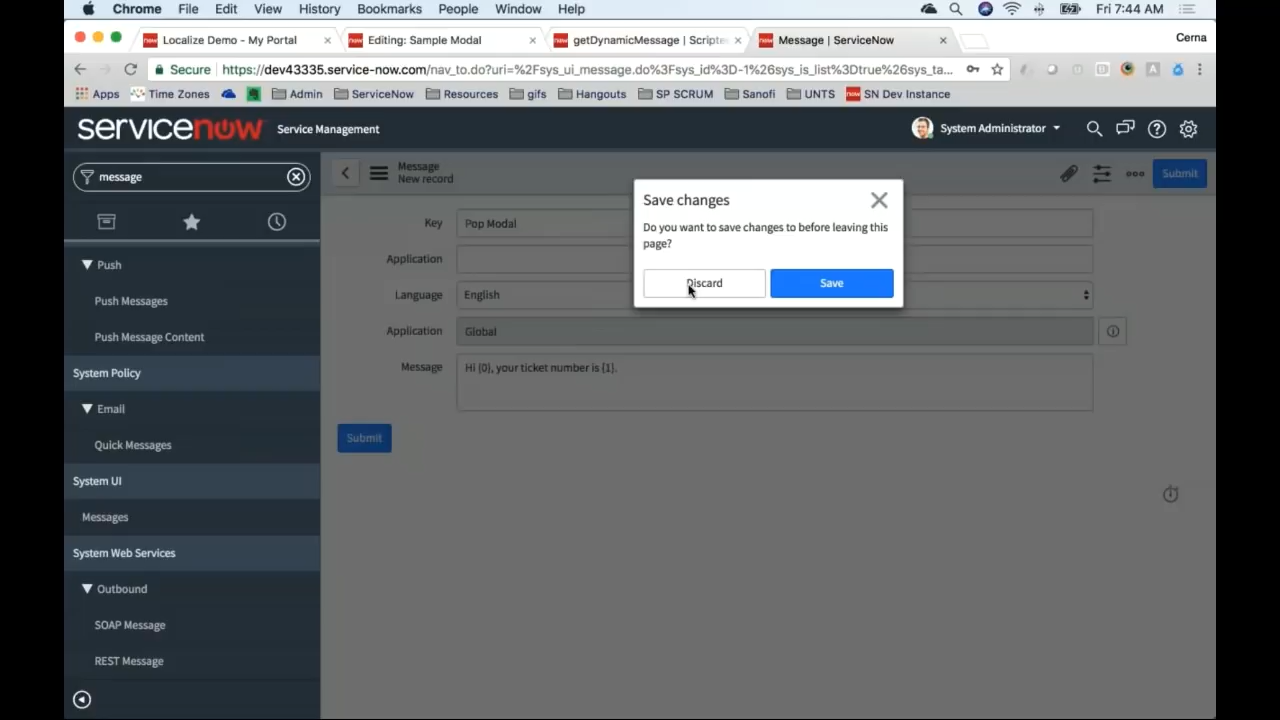 Chrome File Edit View History Bookmarks People Window Help Fri 7:44 AM
Localize Demo - My Portal
Editing: Sample Modal
getDynamicMessage | Scripte
Message | ServiceNow
Cerna
Secure https://dev43335.service-now.com/nav_to.do?uri=%2Fsys_ui_message.do%3Fsys_id%3D-1%26sys_is_list%3Dtrue%26sys_ta...
Apps Time Zones Admin ServiceNow Resources gifs Hangouts SP SCRUM Sanofi UNTS SN Dev Instance
servicenow Service Management
System Administrator
message
Message
New record
Submit
Push
Push Messages
Push Message Content
System Policy
Email
Quick Messages
System UI
Messages
System Web Services
Outbound
SOAP Message
REST Message
Key Pop Modal
Application
Language English
Application Global
Message Hi {0}, your ticket number is {1}.
Submit
Save changes
Do you want to save changes to before leaving this
page?
Discard
Save